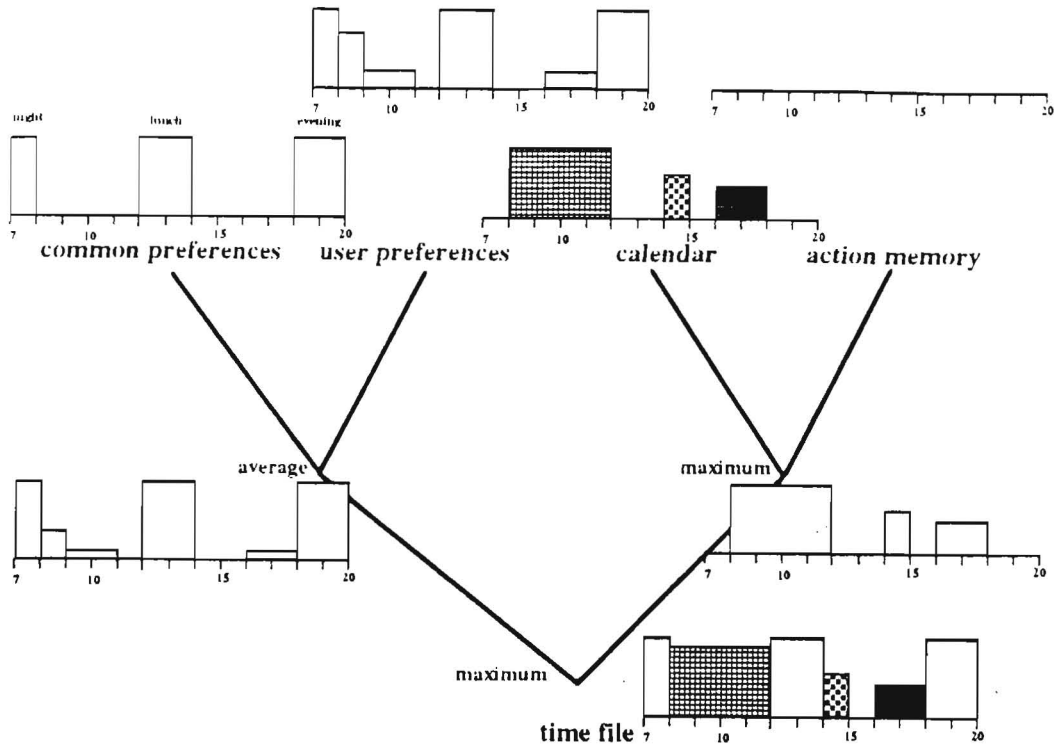 7 10 15 20
7 10 15 20
night lunch evening
7 10 15 20
7 10 15 20
common preferences user preferences calendar action memory
average maximum
7 10 15 20
7 10 15 20
maximum
7 10 15 20
time file